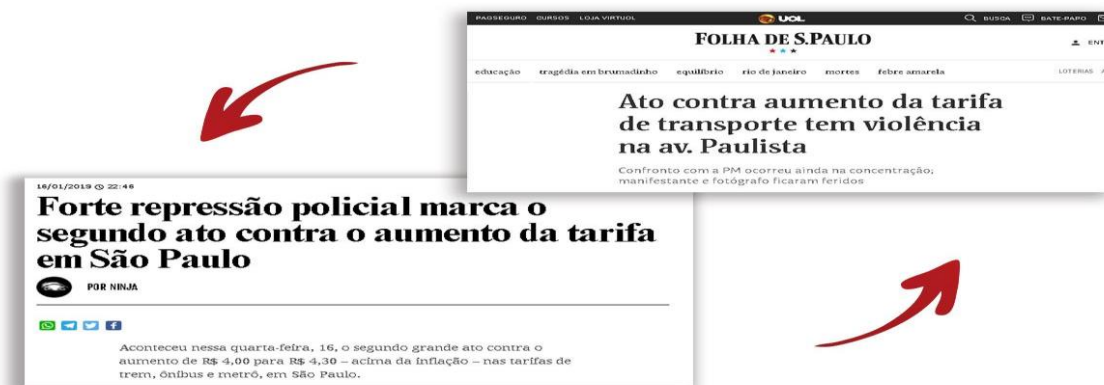 PAGSEGURO CURSOS LOJA VIRTUOL UOL BUSCA BATE-PAPO
FOLHA DE S.PAULO
ENT
educação tragédia em brumadinho equilíbrio rio de janeiro mortes febre amarela LOTERIAS A
Ato contra aumento da tarifa
de transporte tem violência
na av. Paulista
Confronto com a PM ocorreu ainda na concentração;
manifestante e fotógrafo ficaram feridos
16/01/2019 22:46
Forte repressão policial marca o
segundo ato contra o aumento da tarifa
em São Paulo
POR NINJA
Aconteceu nessa quarta-feira, 16, o segundo grande ato contra o
aumento de R$ 4,00 para R$ 4,30 – acima da inflação – nas tarifas de
trem, ônibus e metrô, em São Paulo.